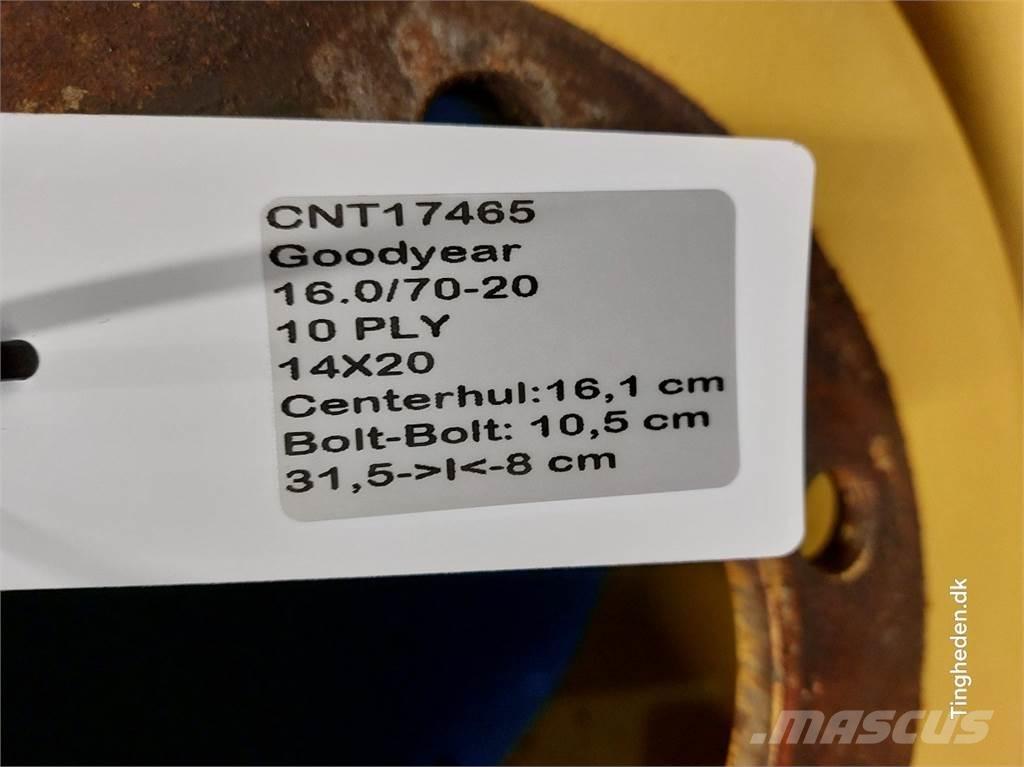 CNT17465
Goodyear
16.0/70-20
10 PLY
14X20
Centerhul:16,1 cm
Bolt-Bolt: 10,5 cm
31,5->I<-8 cm
Tingheden.dk
MASCUS